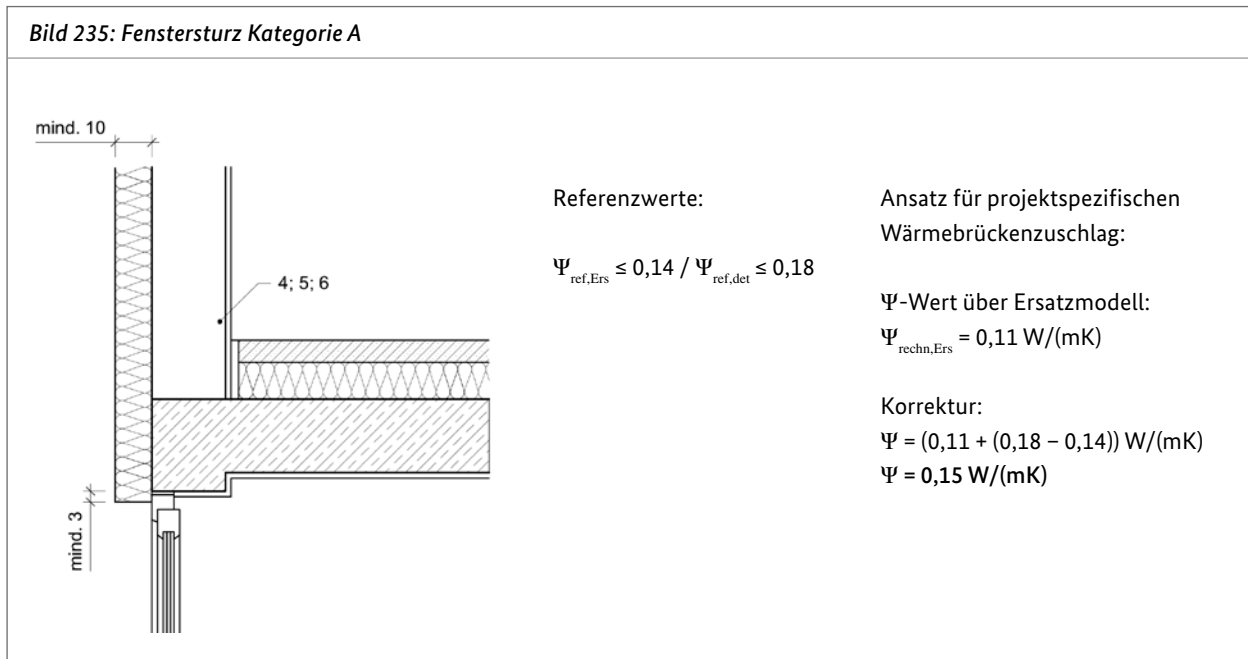 Bild 235: Fenstersturz Kategorie A
mind. 10
4; 5; 6
mind. 3
Referenzwerte:
Ψref,Ers ≤ 0,14 / Ψref,det ≤ 0,18
Ansatz für projektspezifischen
Wärmebrückenzuschlag:
Ψ-Wert über Ersatzmodell:
Ψrechn,Ers = 0,11 W/(mK)
Korrektur:
Ψ = (0,11 + (0,18 – 0,14)) W/(mK)
Ψ = 0,15 W/(mK)